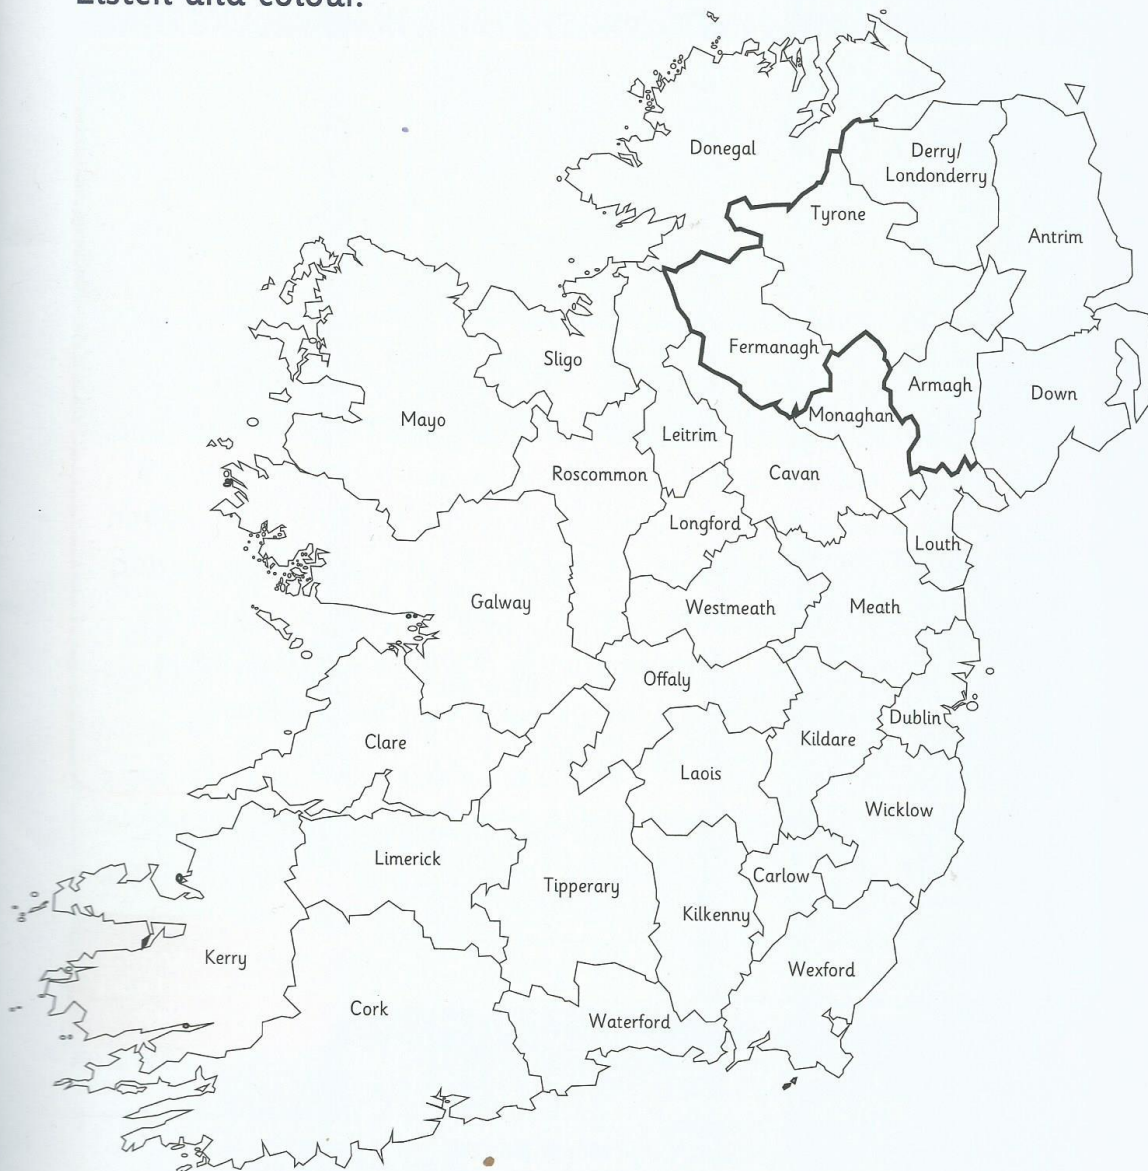 Listen and colour.
Donegal
Derry/
Londonderry
Tyrone
Antrim
Fermanagh
Sligo
Armagh
Down
Monaghan
Mayo
Leitrim
Roscommon
Cavan
Longford
Louth
Galway
Westmeath
Meath
Offaly
Dublin
Clare
Kildare
Laois
Wicklow
Limerick
Carlow
Tipperary
Kilkenny
Kerry
Wexford
Cork
Waterford